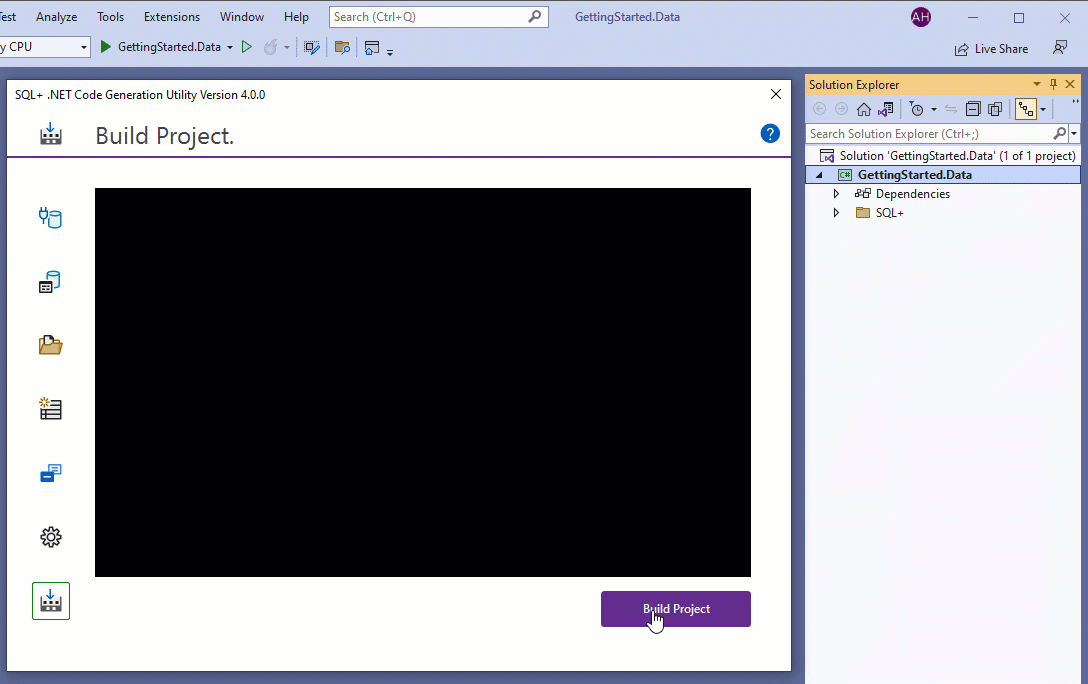 Test Analyze Tools Extensions Window Help Search (Ctrl+Q) GettingStarted.Data AH
y CPU GettingStarted.Data Live Share
SQL+ .NET Code Generation Utility Version 4.0.0
Build Project.
?
Build Project
Solution Explorer
Search Solution Explorer (Ctrl+;)
Solution 'GettingStarted.Data' (1 of 1 project)
C# GettingStarted.Data
Dependencies
SQL+